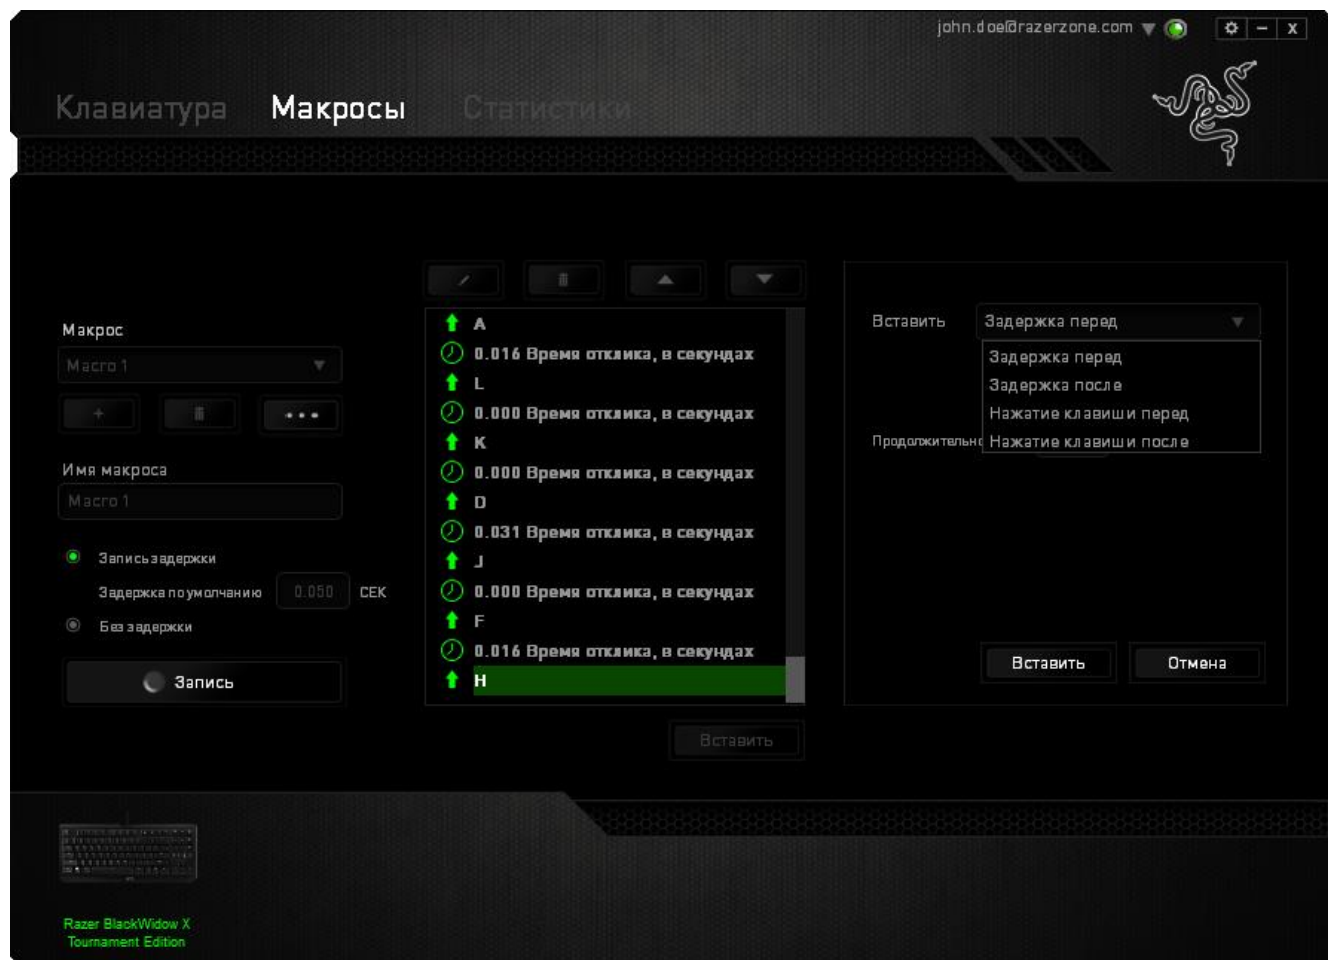 john.doe@razerzone.com
Клавиатура Макросы Статистики
Макрос
Macro 1
Имя макроса
Macro 1
Запись задержки
Задержка по умолчанию 0.050 СЕК
Без задержки
Запись
A
0.016 Время отклика, в секундах
L
0.000 Время отклика, в секундах
K
0.000 Время отклика, в секундах
D
0.031 Время отклика, в секундах
J
0.000 Время отклика, в секундах
F
0.016 Время отклика, в секундах
H
Вставить
Вставить Задержка перед
Задержка перед
Задержка после
Нажатие клавиши перед
Продолжительно Нажатие клавиши после
Вставить Отмена
Razer BlackWidow X
Tournament Edition